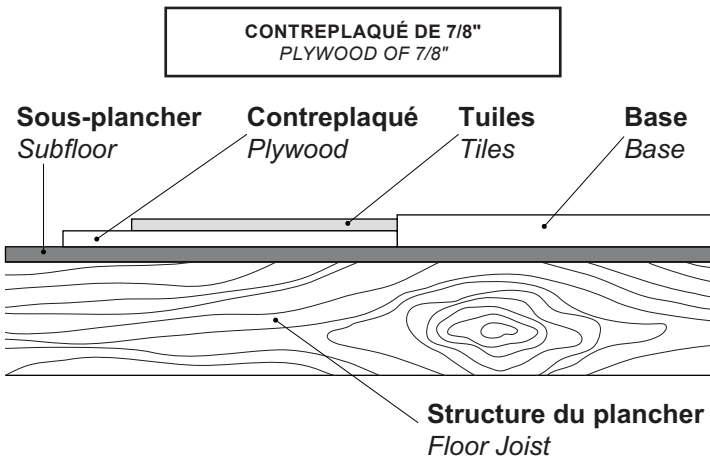 CONTREPLAQUÉ DE 7/8"
PLYWOOD OF 7/8"
Sous-plancher
Subfloor
Contreplaqué
Plywood
Tuiles
Tiles
Base
Base
Structure du plancher
Floor Joist